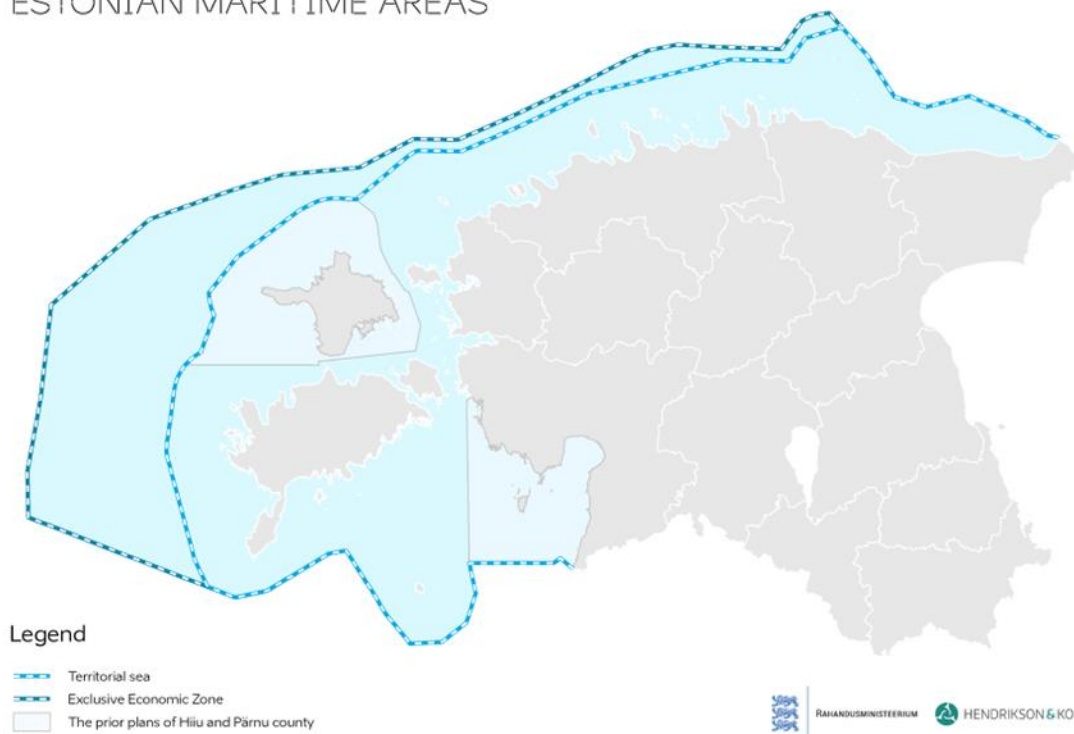 ESTONIAN MARITIME AREAS
Legend
Territorial sea
Exclusive Economic Zone
The prior plans of Hiiu and Pärnu county
RAHANDUSMINISTEERIUM
HENDRIKSON & KO